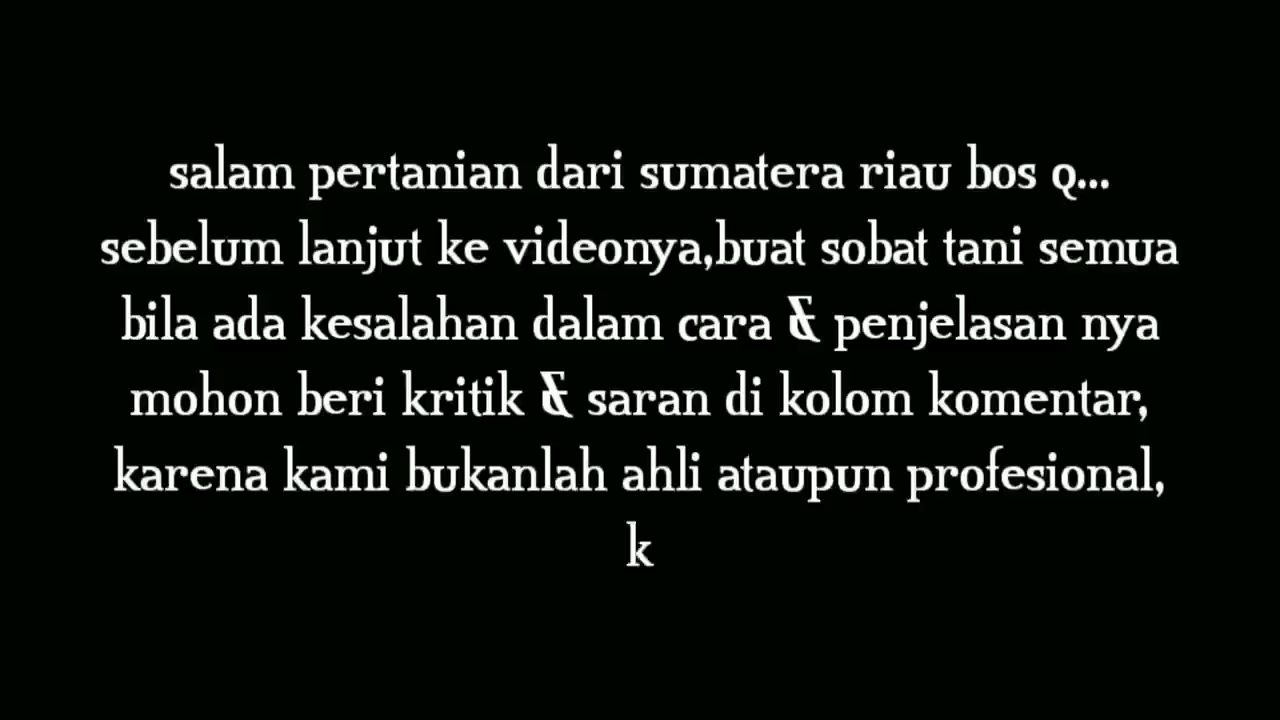 salam pertanian dari sumatera riau bos Q...
sebelum lanjut ke videonya,buat sobat tani semua
bila ada kesalahan dalam cara & penjelasan nya
mohon beri kritik & saran di kolom komentar,
karena kami bukanlah ahli ataupun profesional,
k